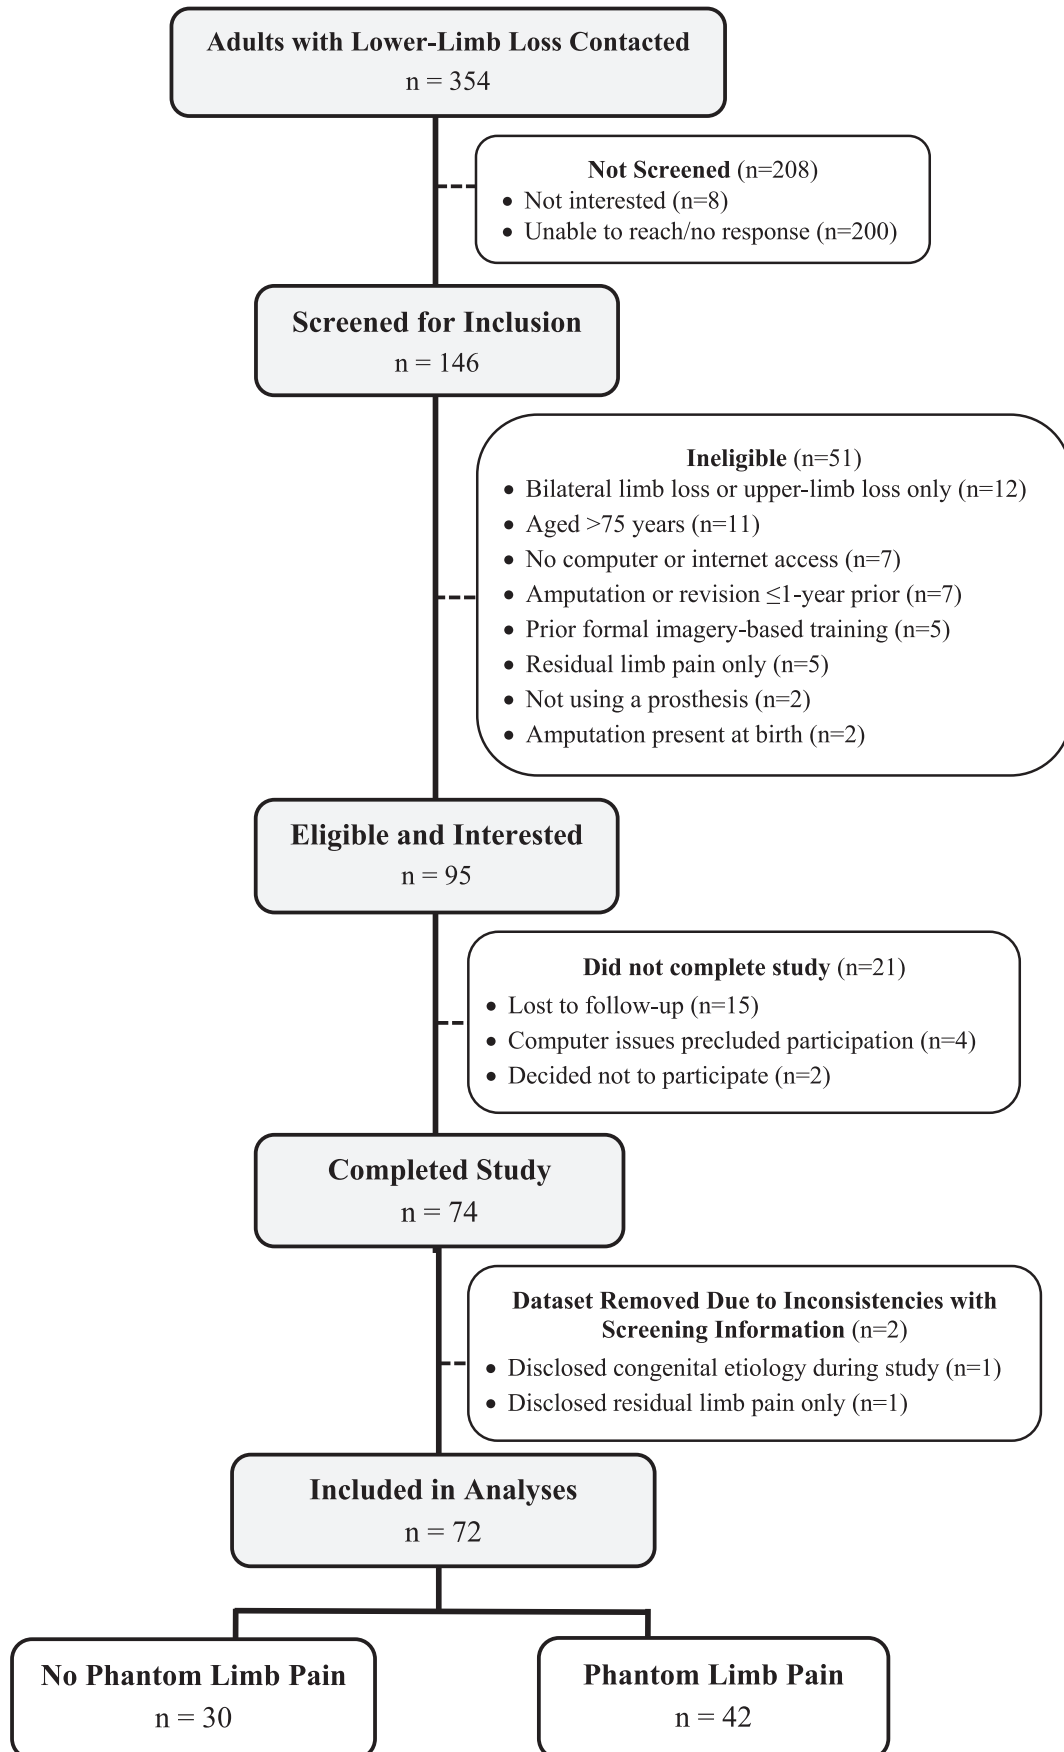 Adults with Lower-Limb Loss Contacted
n = 354
Not Screened (n=208)
• Not interested (n=8)
• Unable to reach/no response (n=200)
Screened for Inclusion
n = 146
Ineligible (n=51)
• Bilateral limb loss or upper-limb loss only (n=12)
• Aged >75 years (n=11)
• No computer or internet access (n=7)
• Amputation or revision ≤1-year prior (n=7)
• Prior formal imagery-based training (n=5)
• Residual limb pain only (n=5)
• Not using a prosthesis (n=2)
• Amputation present at birth (n=2)
Eligible and Interested
n = 95
Did not complete study (n=21)
• Lost to follow-up (n=15)
• Computer issues precluded participation (n=4)
• Decided not to participate (n=2)
Completed Study
n = 74
Dataset Removed Due to Inconsistencies with
Screening Information (n=2)
• Disclosed congenital etiology during study (n=1)
• Disclosed residual limb pain only (n=1)
Included in Analyses
n = 72
No Phantom Limb Pain
n = 30
Phantom Limb Pain
n = 42